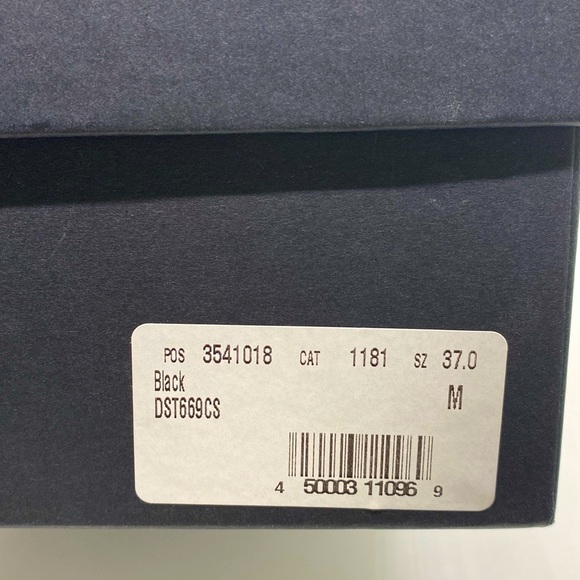 POS 3541018 CAT 1181 SZ 37.0
Black
DST669CS M
4 50003 11096 9